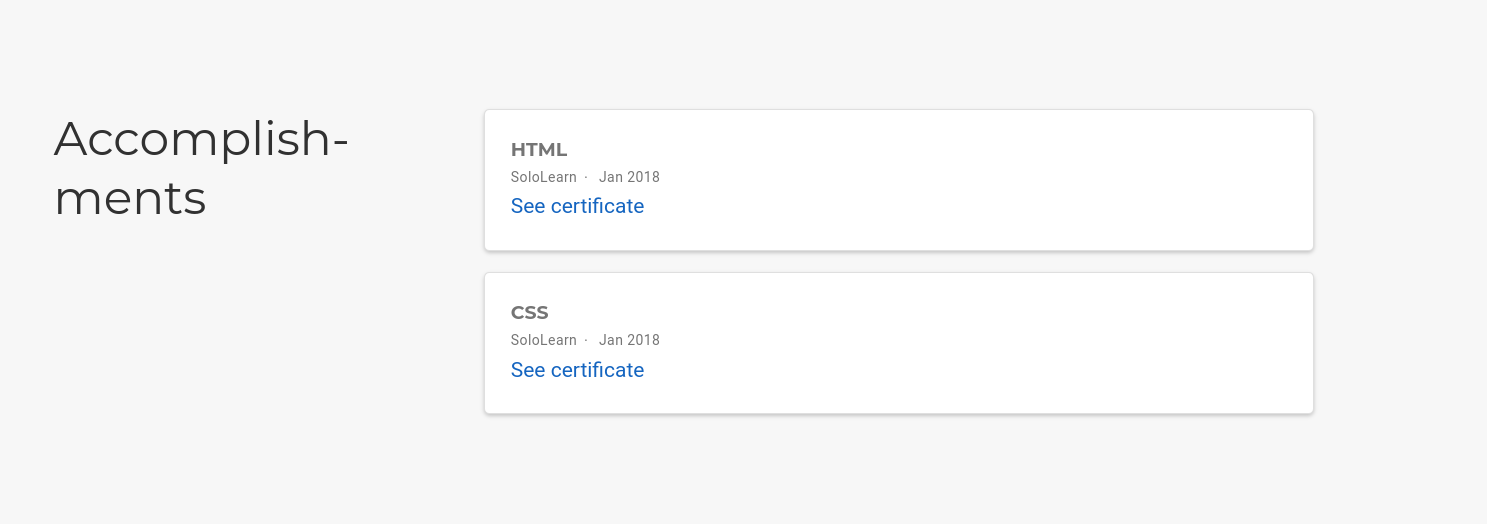 Accomplish-
ments
HTML
SoloLearn · Jan 2018
See certificate
CSS
SoloLearn · Jan 2018
See certificate